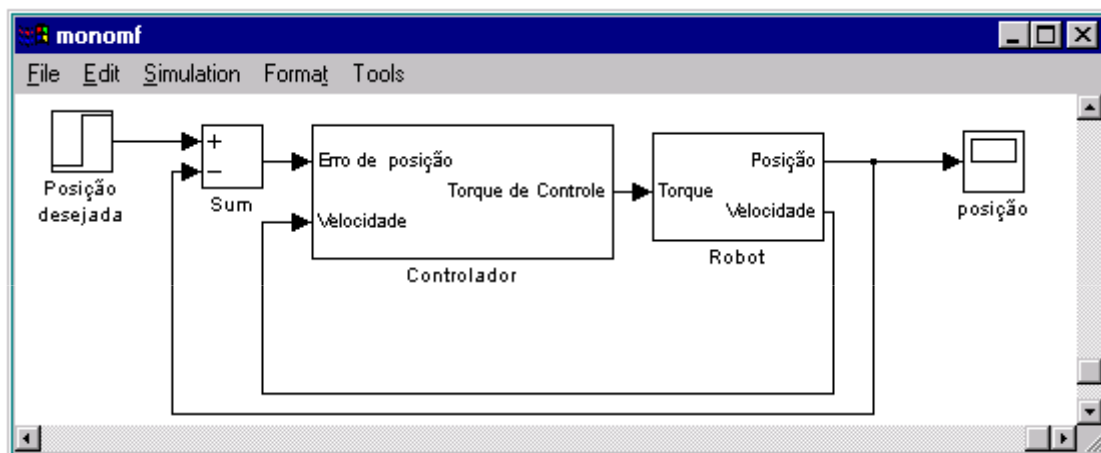 monomf
File Edit Simulation Format Tools
Posição
desejada
+
−
Sum
Erro de posição
Torque de Controle
Velocidade
Controlador
Posição
Torque
Velocidade
Robot
posição